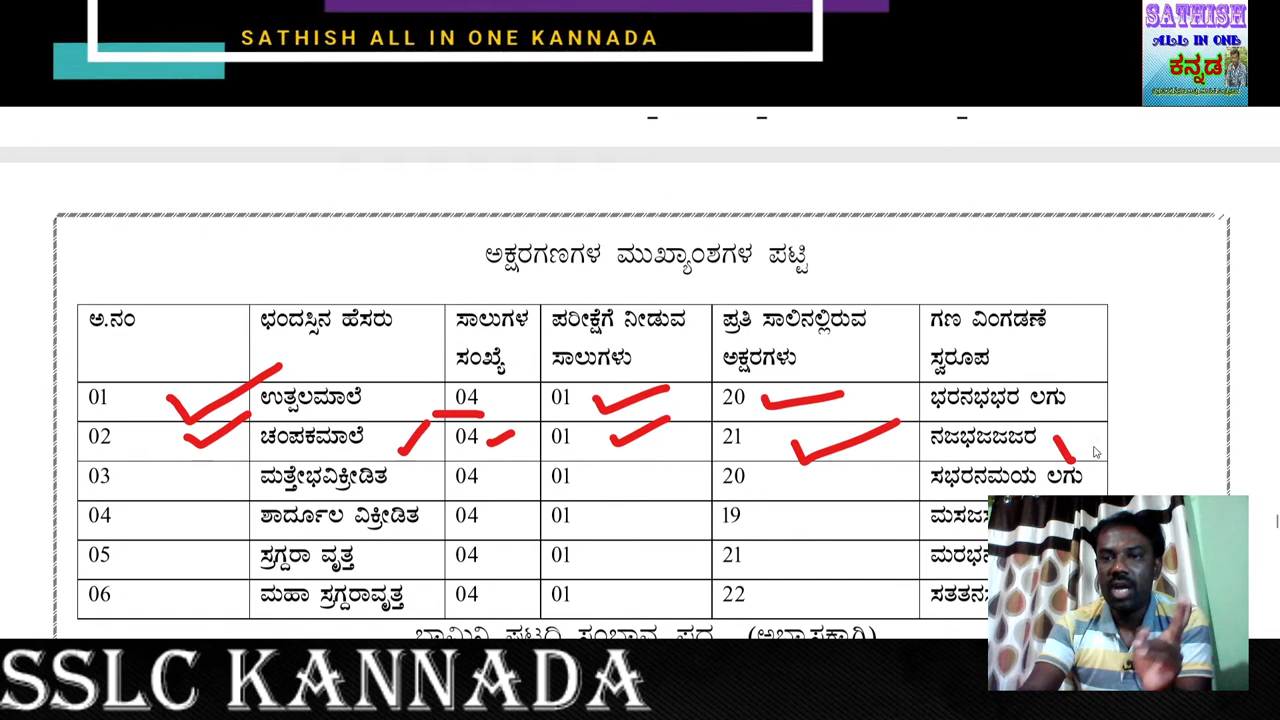 SATHISH ALL IN ONE KANNADA
SATHISH
ALL IN ONE
ಕನ್ನಡ
ಅಕ್ಷರಗಣಗಳ ಮುಖ್ಯಾಂಶಗಳ ಪಟ್ಟಿ
ಅ.ನಂ ಛಂದಸ್ಸಿನ ಹೆಸರು ಸಾಲುಗಳ ಸಂಖ್ಯೆ ಪರೀಕ್ಷೆಗೆ ನೀಡುವ ಸಾಲುಗಳು ಪ್ರತಿ ಸಾಲಿನಲ್ಲಿರುವ ಅಕ್ಷರಗಳು ಗಣ ವಿಂಗಡಣೆ ಸ್ವರೂಪ
01 ಉತ್ಪಲಮಾಲೆ 04 01 20 ಭರನಭಭರ ಲಗು
02 ಚಂಪಕಮಾಲೆ 04 01 21 ನಜಭಜಜಜರ
03 ಮತ್ತೇಭವಿಕ್ರೀಡಿತ 04 01 20 ಸಭರನಮಯ ಲಗು
04 ಶಾರ್ದೂಲ ವಿಕ್ರೀಡಿತ 04 01 19
05 ಸ್ರಗ್ದರಾ ವೃತ್ತ 04 01 21
06 ಮಹಾ ಸ್ರಗ್ದರಾವೃತ್ತ 04 01 22
SSLC KANNADA